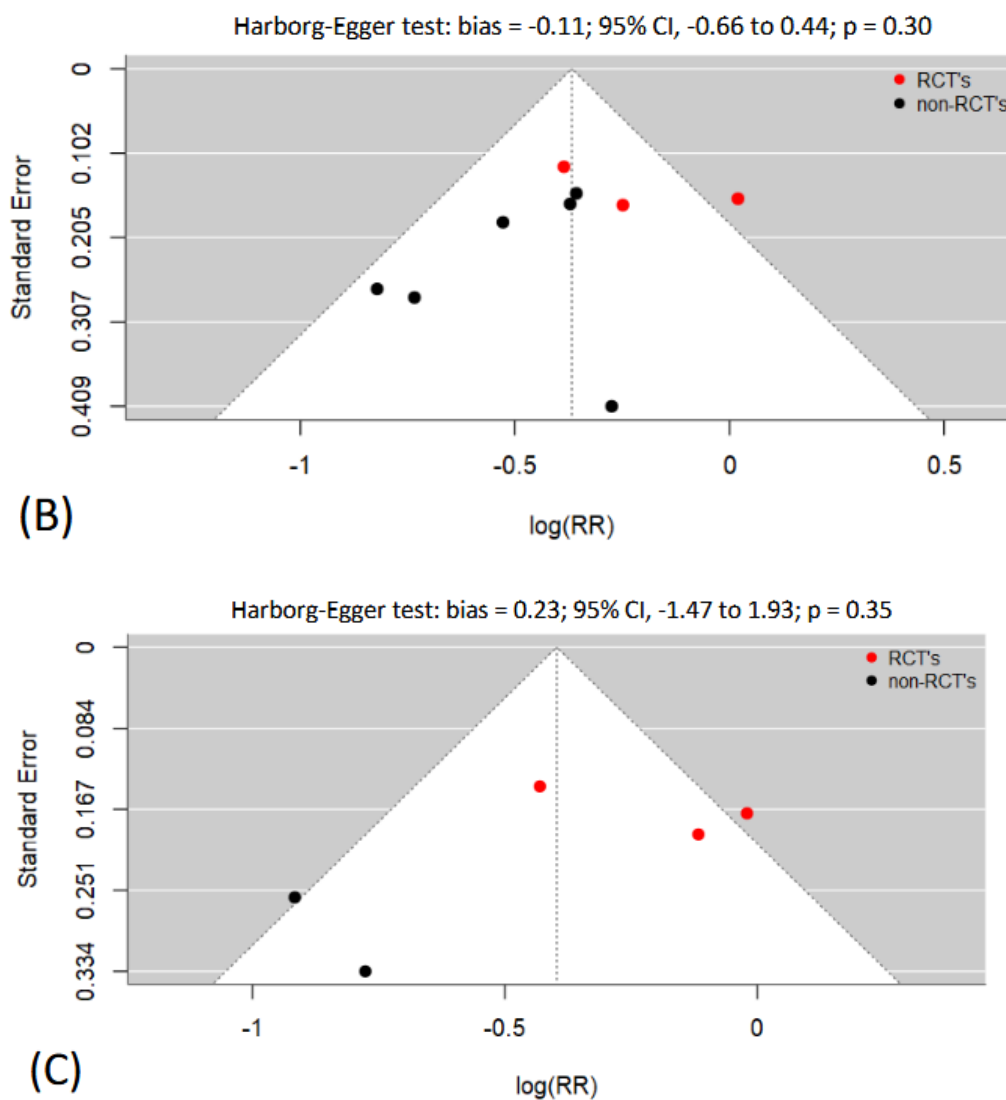 Harborg-Egger test: bias = -0.11; 95% CI, -0.66 to 0.44; p = 0.30
RCT's
non-RCT's
Standard Error
0
0.102
0.205
0.307
0.409
-1
-0.5
0
0.5
log(RR)
(B)
Harborg-Egger test: bias = 0.23; 95% CI, -1.47 to 1.93; p = 0.35
RCT's
non-RCT's
Standard Error
0
0.084
0.167
0.251
0.334
-1
-0.5
0
log(RR)
(C)